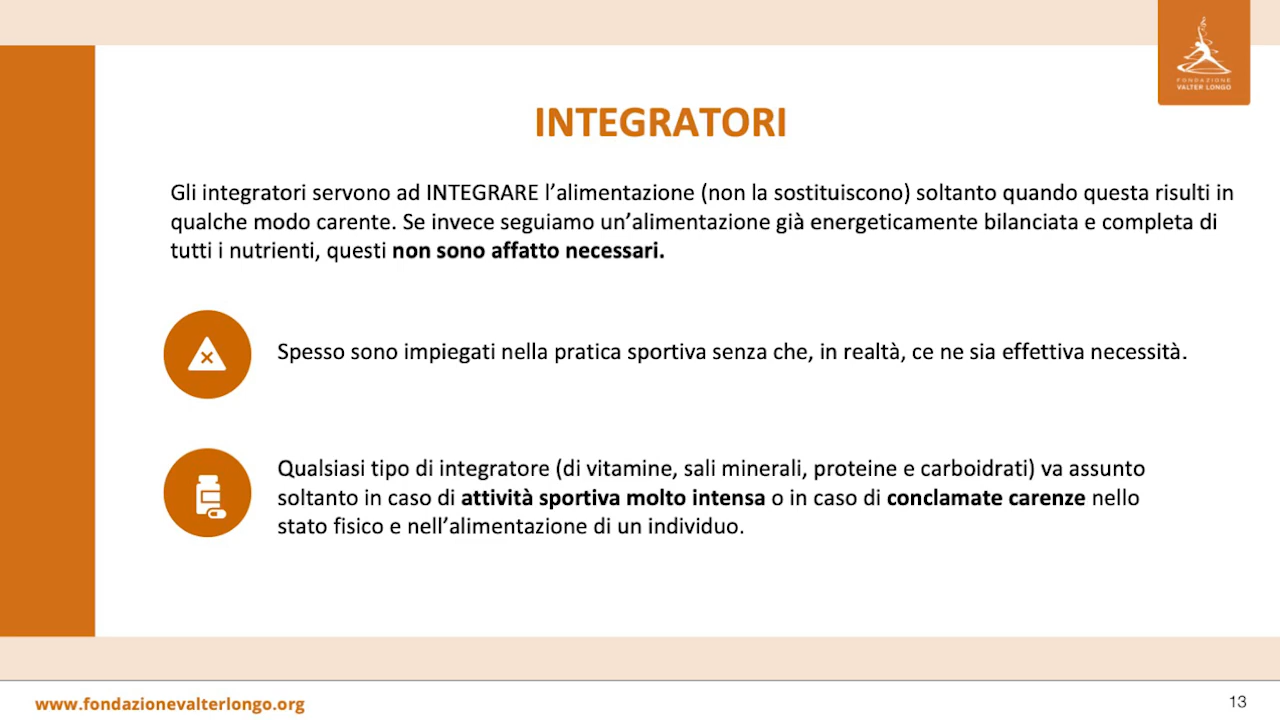 FONDAZIONE
VALTER LONGO
INTEGRATORI
Gli integratori servono ad INTEGRARE l’alimentazione (non la sostituiscono) soltanto quando questa risulti in
qualche modo carente. Se invece seguiamo un’alimentazione già energeticamente bilanciata e completa di
tutti i nutrienti, questi non sono affatto necessari.
Spesso sono impiegati nella pratica sportiva senza che, in realtà, ce ne sia effettiva necessità.
Qualsiasi tipo di integratore (di vitamine, sali minerali, proteine e carboidrati) va assunto
soltanto in caso di attività sportiva molto intensa o in caso di conclamate carenze nello
stato fisico e nell’alimentazione di un individuo.
www.fondazionevalterlongo.org
13